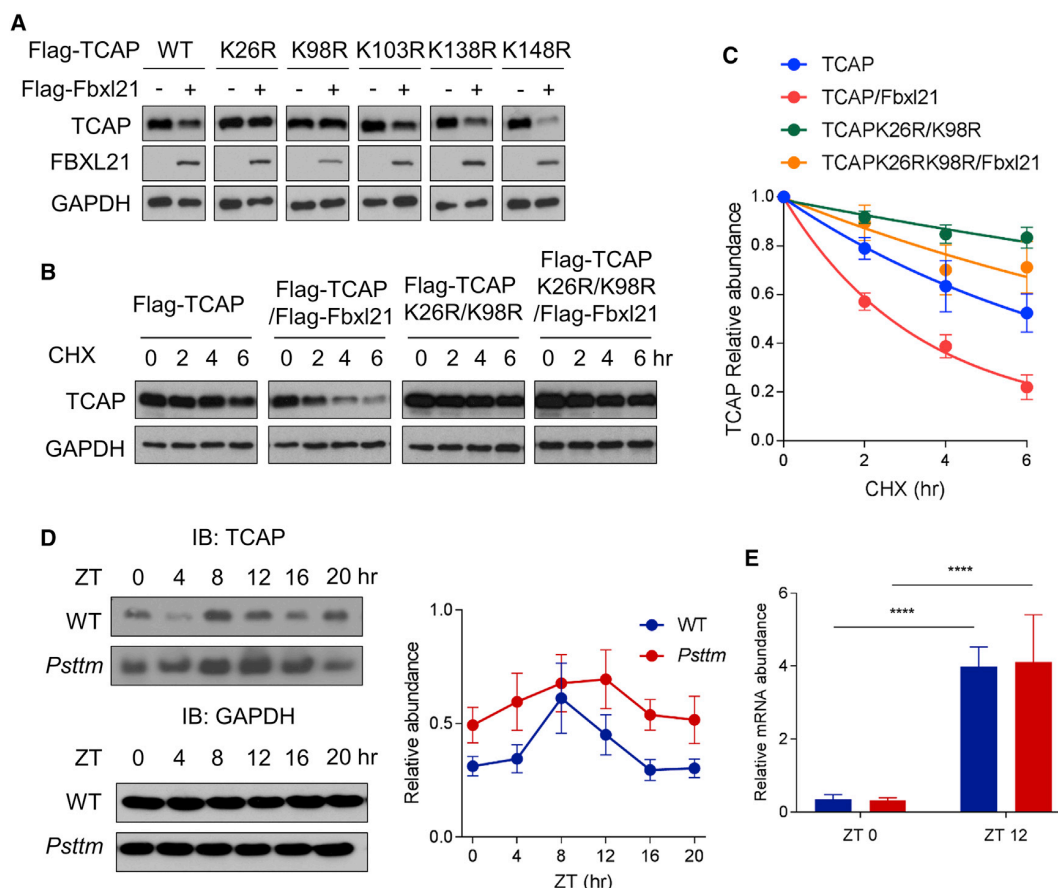 A
Flag-TCAP WT K26R K98R K103R K138R K148R
Flag-Fbxl21 - + - + - + - + - + - +
TCAP
FBXL21
GAPDH
B
Flag-TCAP
Flag-TCAP
/Flag-Fbxl21
Flag-TCAP
K26R/K98R
Flag-TCAP
K26R/K98R
/Flag-Fbxl21
CHX 0 2 4 6 0 2 4 6 0 2 4 6 0 2 4 6 hr
TCAP
GAPDH
C
TCAP
TCAP/Fbxl21
TCAPK26R/K98R
TCAPK26RK98R/Fbxl21
TCAP Relative abundance
1.0
0.8
0.6
0.4
0.2
0.0
0 2 4 6
CHX (hr)
D
IB: TCAP
ZT 0 4 8 12 16 20 hr
WT
Psttm
IB: GAPDH
ZT 0 4 8 12 16 20 hr
WT
Psttm
Relative abundance
1.0
0.5
0.0
WT
Psttm
0 4 8 12 16 20
ZT (hr)
E
Relative mRNA abundance
6
4
2
0
****
****
ZT 0 ZT 12